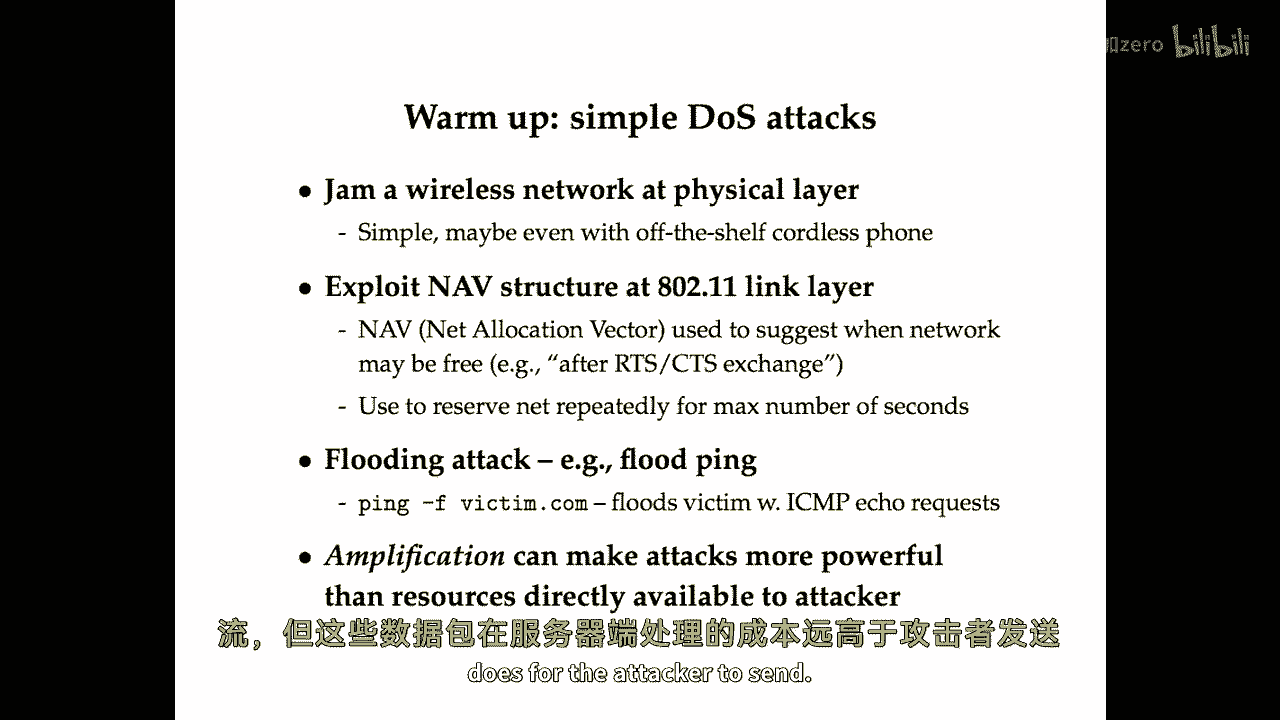 zero bilibili
Warm up: simple DoS attacks
• Jam a wireless network at physical layer
- Simple, maybe even with off-the-shelf cordless phone
• Exploit NAV structure at 802.11 link layer
- NAV (Net Allocation Vector) used to suggest when network
may be free (e.g., “after RTS/CTS exchange”)
- Use to reserve net repeatedly for max number of seconds
• Flooding attack – e.g., flood ping
- ping -f victim.com – floods victim w. ICMP echo requests
• Amplification can make attacks more powerful
than resources directly available to attacker
流，但这些数据包在服务器端处理的成本远高于攻击者发送
does for the attacker to send.